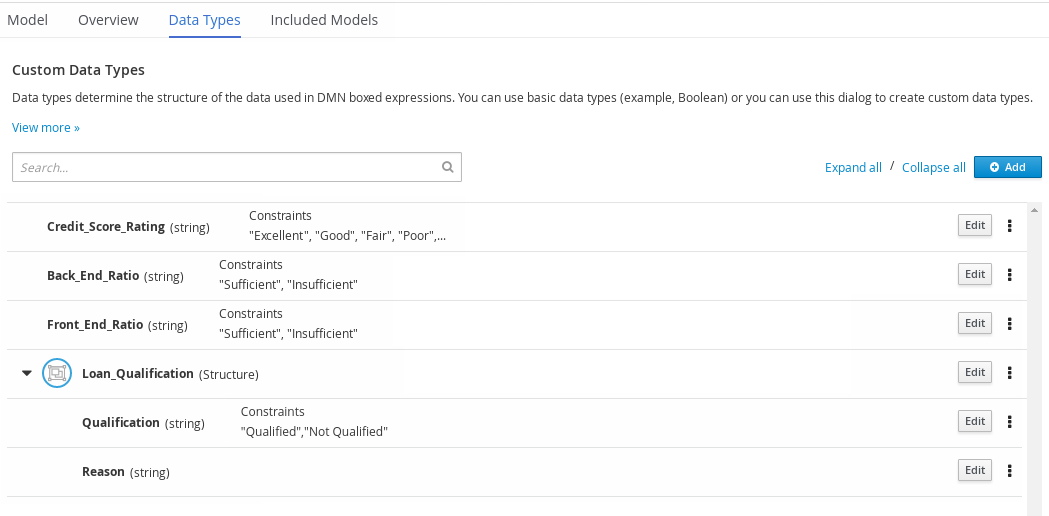 Model Overview Data Types Included Models
Custom Data Types
Data types determine the structure of the data used in DMN boxed expressions. You can use basic data types (example, Boolean) or you can use this dialog to create custom data types.
View more »
Search...
Expand all / Collapse all Add
Credit_Score_Rating (string) Constraints Edit
"Excellent", "Good", "Fair", "Poor",...
Back_End_Ratio (string) Constraints Edit
"Sufficient", "Insufficient"
Front_End_Ratio (string) Constraints Edit
"Sufficient", "Insufficient"
Loan_Qualification (Structure) Edit
Qualification (string) Constraints Edit
"Qualified","Not Qualified"
Reason (string) Edit